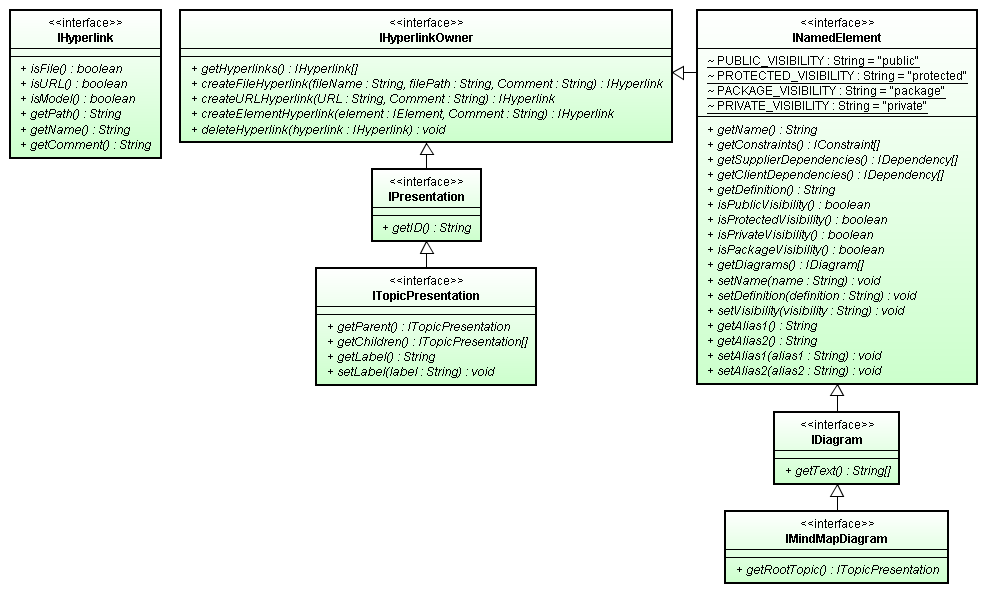 <<interface>>
IHyperlink
+ isFile() : boolean
+ isURL() : boolean
+ isModel() : boolean
+ getPath() : String
+ getName() : String
+ getComment() : String
<<interface>>
IHyperlinkOwner
+ getHyperlinks() : IHyperlink[]
+ createFileHyperlink(fileName : String, filePath : String, Comment : String) : IHyperlink
+ createURLHyperlink(URL : String, Comment : String) : IHyperlink
+ createElementHyperlink(element : IElement, Comment : String) : IHyperlink
+ deleteHyperlink(hyperlink : IHyperlink) : void
<<interface>>
INamedElement
~ PUBLIC_VISIBILITY : String = "public"
~ PROTECTED_VISIBILITY : String = "protected"
~ PACKAGE_VISIBILITY : String = "package"
~ PRIVATE_VISIBILITY : String = "private"
+ getName() : String
+ getConstraints() : IConstraint[]
+ getSupplierDependencies() : IDependency[]
+ getClientDependencies() : IDependency[]
+ getDefinition() : String
+ isPublicVisibility() : boolean
+ isProtectedVisibility() : boolean
+ isPrivateVisibility() : boolean
+ isPackageVisibility() : boolean
+ getDiagrams() : IDiagram[]
+ setName(name : String) : void
+ setDefinition(definition : String) : void
+ setVisibility(visibility : String) : void
+ getAlias1() : String
+ getAlias2() : String
+ setAlias1(alias1 : String) : void
+ setAlias2(alias2 : String) : void
<<interface>>
IPresentation
+ getID() : String
<<interface>>
ITopicPresentation
+ getParent() : ITopicPresentation
+ getChildren() : ITopicPresentation[]
+ getLabel() : String
+ setLabel(label : String) : void
<<interface>>
IDiagram
+ getText() : String[]
<<interface>>
IMindMapDiagram
+ getRootTopic() : ITopicPresentation